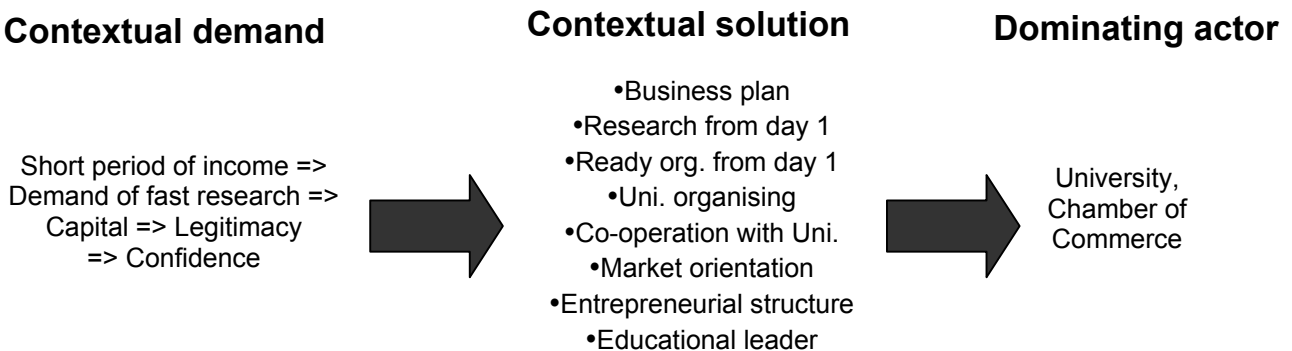 Contextual demand
Short period of income =>
Demand of fast research =>
Capital => Legitimacy
=> Confidence
Contextual solution
•Business plan
•Research from day 1
•Ready org. from day 1
•Uni. organising
•Co-operation with Uni.
•Market orientation
•Entrepreneurial structure
•Educational leader
Dominating actor
University,
Chamber of
Commerce